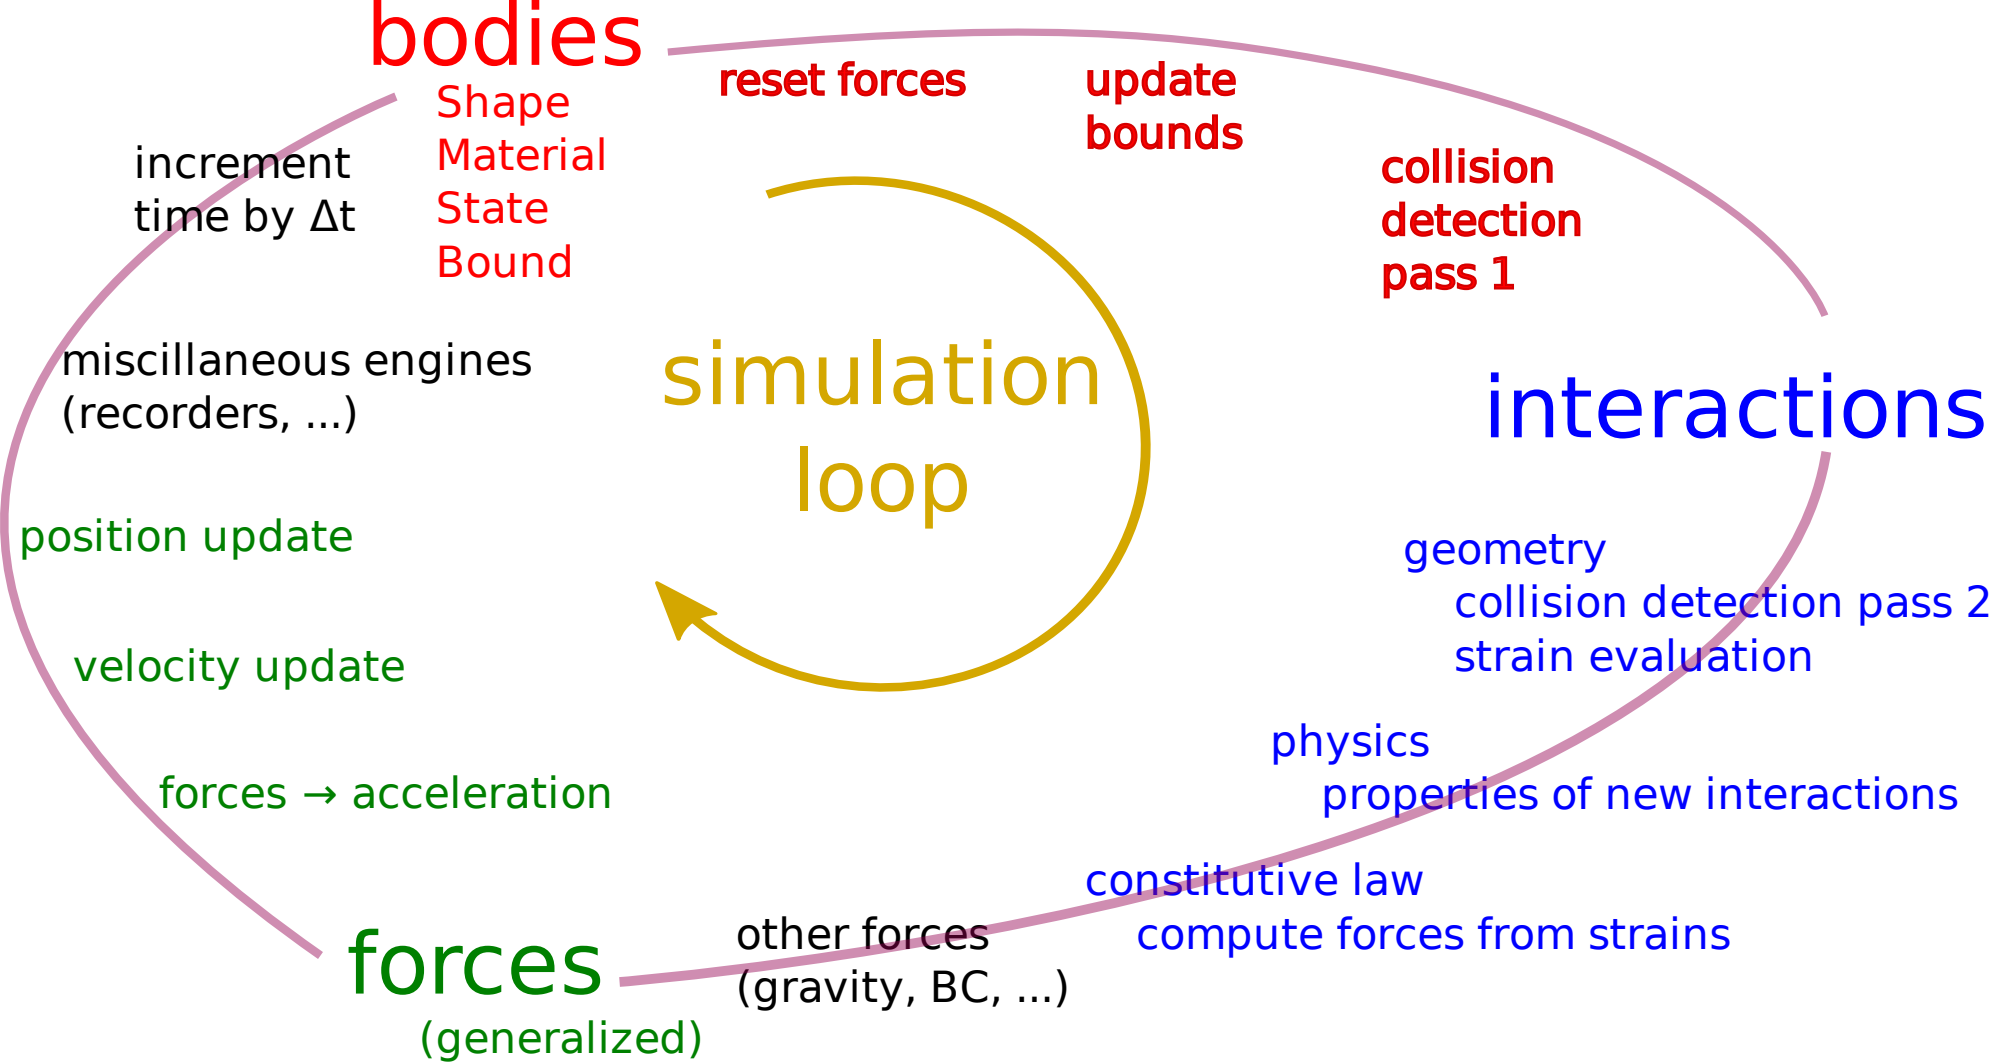 bodies
Shape
Material
State
Bound
reset forces
update
bounds
collision
detection
pass 1
interactions
geometry
collision detection pass 2
strain evaluation
physics
properties of new interactions
constitutive law
compute forces from strains
other forces
(gravity, BC, ...)
forces
(generalized)
forces → acceleration
velocity update
position update
miscillaneous engines
(recorders, ...)
increment
time by Δt
simulation
loop